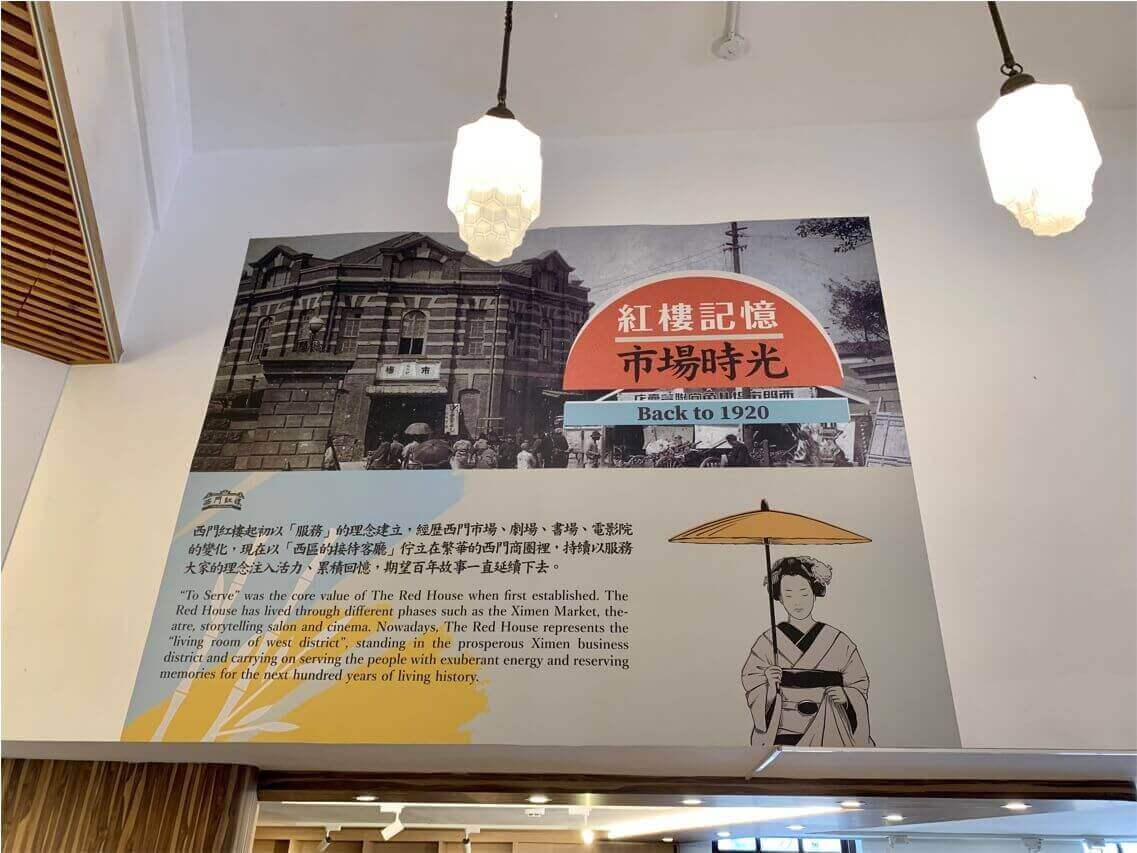 紅樓記憶
市場時光
Back to 1920
市
樓
西門紅樓
西門紅樓起初以「服務」的理念建立，經歷西門市場、劇場、書場、電影院
的變化，現在以「西區的接待客廳」佇立在繁華的西門商圈裡，持續以服務
大家的理念注入活力、累積回憶，期望百年故事一直延續下去。
"To Serve" was the core value of The Red House when first established. The
Red House has lived through different phases such as the Ximen Market, the-
atre, storytelling salon and cinema. Nowadays, The Red House represents the
"living room of west district", standing in the prosperous Ximen business
district and carrying on serving the people with exuberant energy and reserving
memories for the next hundred years of living history.